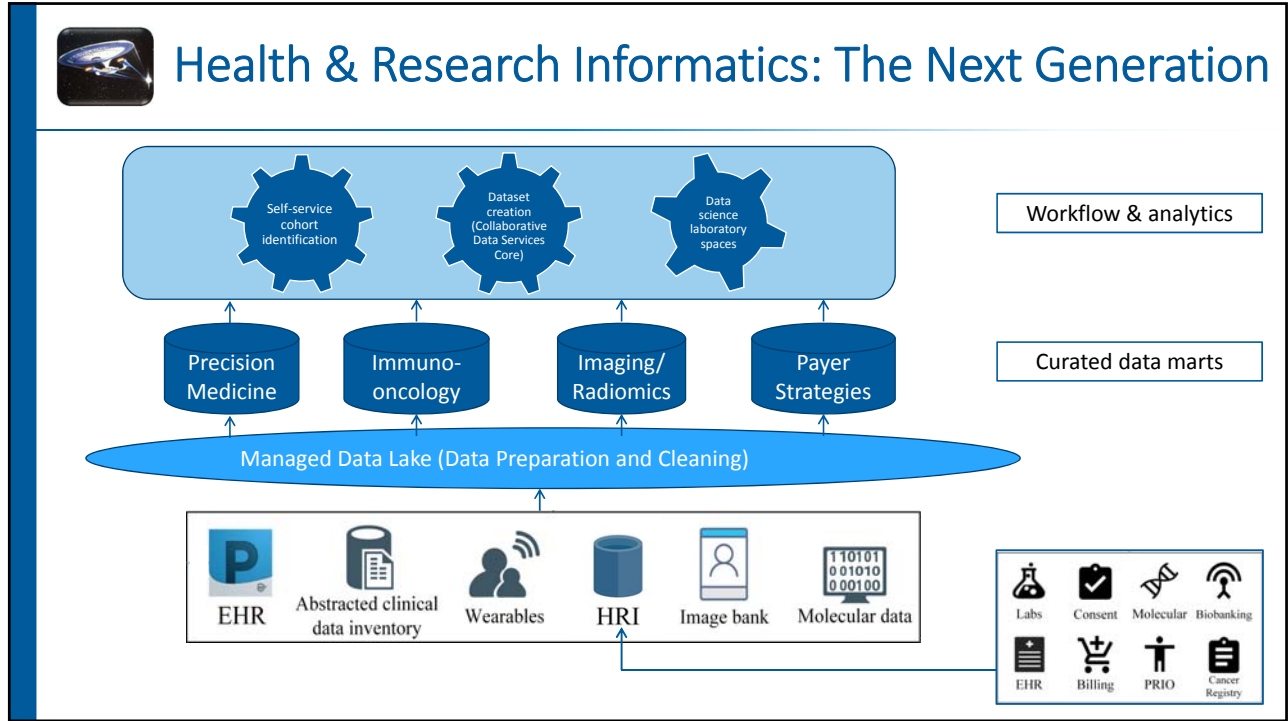 Health & Research Informatics: The Next Generation
Self-service
cohort
identification
Dataset
creation
(Collaborative
Data Services
Core)
Data
science
laboratory
spaces
Workflow & analytics
Precision
Medicine
Immuno-
oncology
Imaging/
Radiomics
Payer
Strategies
Curated data marts
Managed Data Lake (Data Preparation and Cleaning)
P
EHR
Abstracted clinical
data inventory
Wearables
HRI
Image bank
110101
001010
000100
Molecular data
Labs
Consent
Molecular
Biobanking
EHR
Billing
PRIO
Cancer
Registry